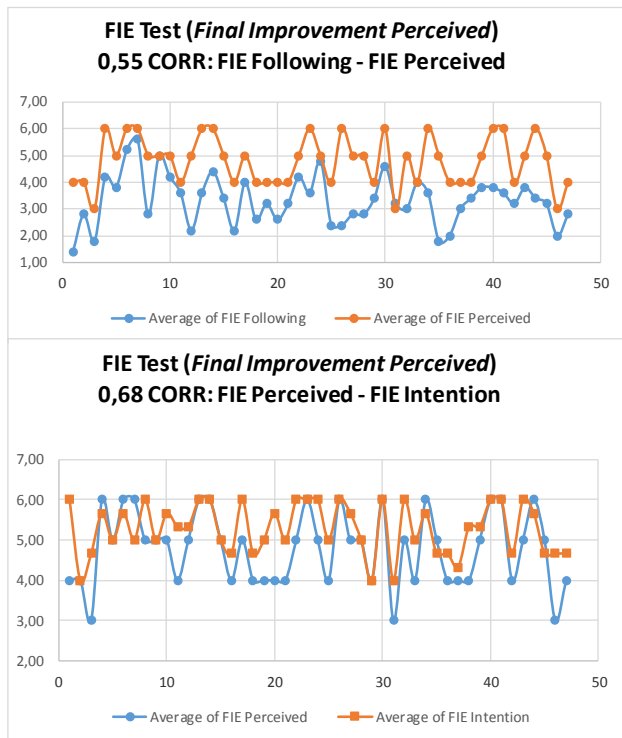 FIE Test (Final Improvement Perceived)
0,55 CORR: FIE Following - FIE Perceived
7,00
6,00
5,00
4,00
3,00
2,00
1,00
0 10 20 30 40 50
Average of FIE Following Average of FIE Perceived
FIE Test (Final Improvement Perceived)
0,68 CORR: FIE Perceived - FIE Intention
7,00
6,00
5,00
4,00
3,00
2,00
0 10 20 30 40 50
Average of FIE Perceived Average of FIE Intention